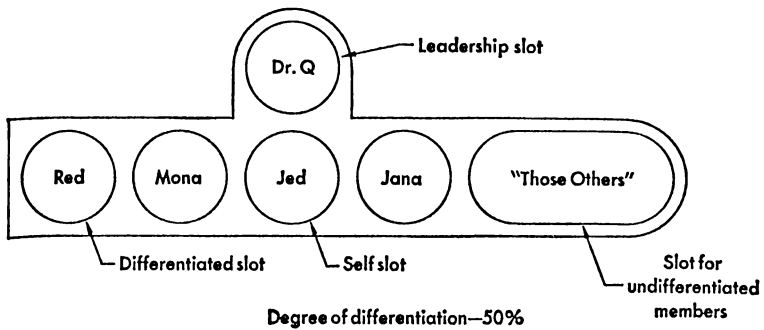 Dr. Q
Leadership slot
Red
Mona
Jed
Jana
"Those Others"
Differentiated slot
Self slot
Slot for
undifferentiated
members
Degree of differentiation—50%